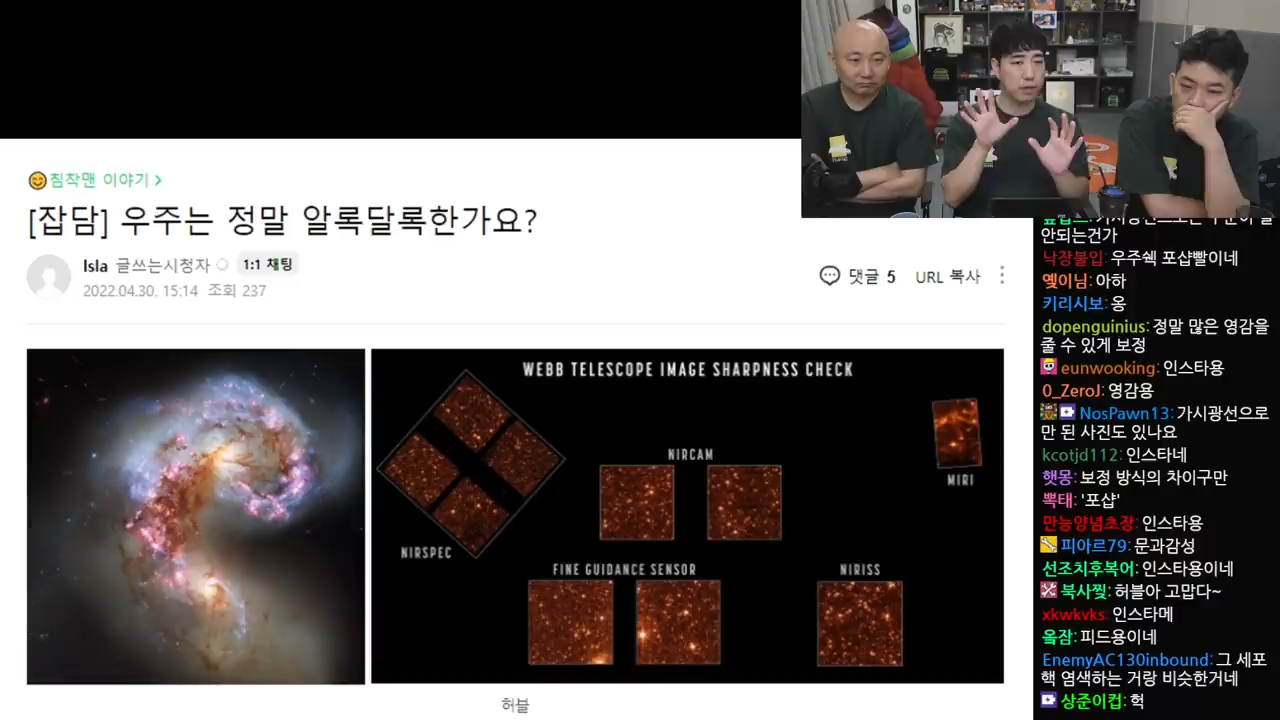 침착맨 이야기 >
[잡담] 우주는 정말 알록달록한가요?
Isla 글쓰는시청자 1:1 채팅
2022.04.30. 15:14 조회 237
댓글 5 URL 복사
WEBB TELESCOPE IMAGE SHARPNESS CHECK
NIRCAM
MIRI
NIRSPEC
FINE GUIDANCE SENSOR
NIRISS
허블
안되는건가
낙장불입: 우주쉑 포샵빨이네
옞이님: 아하
키리시보: 옹
dopenguinius: 정말 많은 영감을
줄 수 있게 보정
eunwooking: 인스타용
0_ZeroJ: 영감용
NosPawn13: 가시광선으로
만 된 사진도 있나요
kcotjd112: 인스타네
햇몽: 보정 방식의 차이구만
뽁태: '포샵'
만능양념초장: 인스타용
피아르79: 문과감성
선조치후복어: 인스타용이네
북사찢: 허블아 고맙다~
xkwkvks: 인스타메
옼잠: 피드용이네
EnemyAC130inbound: 그 세포
핵 염색하는 거랑 비슷한거네
상준이컵: 헉